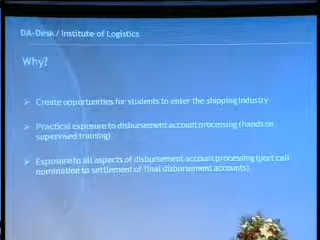 DA-Desk / Institute of Logistics
Why?
Create opportunities for students to enter the shipping industry
Practical exposure to disbursement account processing (hands on
supervised training)
Exposure to all aspects of disbursement account processing (port call
nomination to settlement of final disbursement accounts)